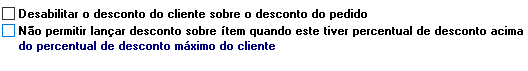 Desabilitar o desconto do cliente sobre o desconto do pedido
Não permitir lançar desconto sobre ítem quando este tiver percentual de desconto acima
do percentual de desconto máximo do cliente